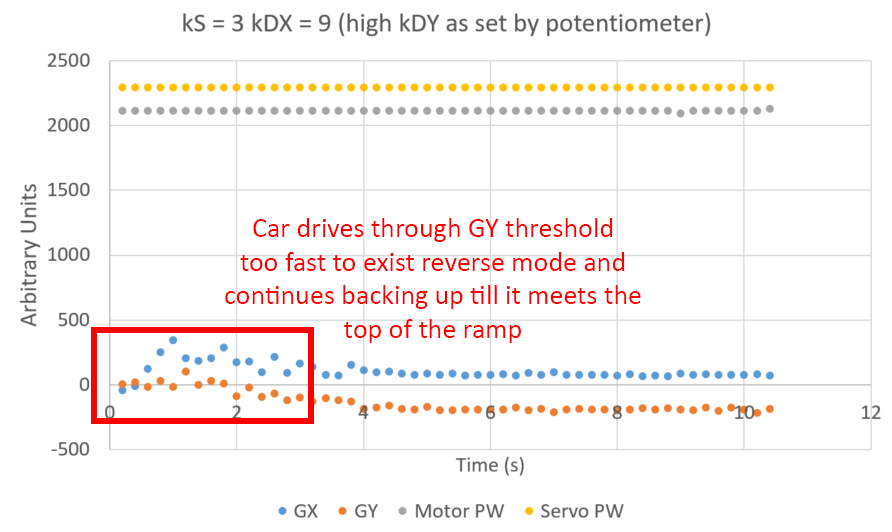 kS = 3 kDX = 9 (high kDY as set by potentiometer)
2500
2000
1500
1000
500
0
-500
Arbitrary Units
Car drives through GY threshold
too fast to exist reverse mode and
continues backing up till it meets the
top of the ramp
0 2 4 6 8 10 12
Time (s)
GX GY Motor PW Servo PW